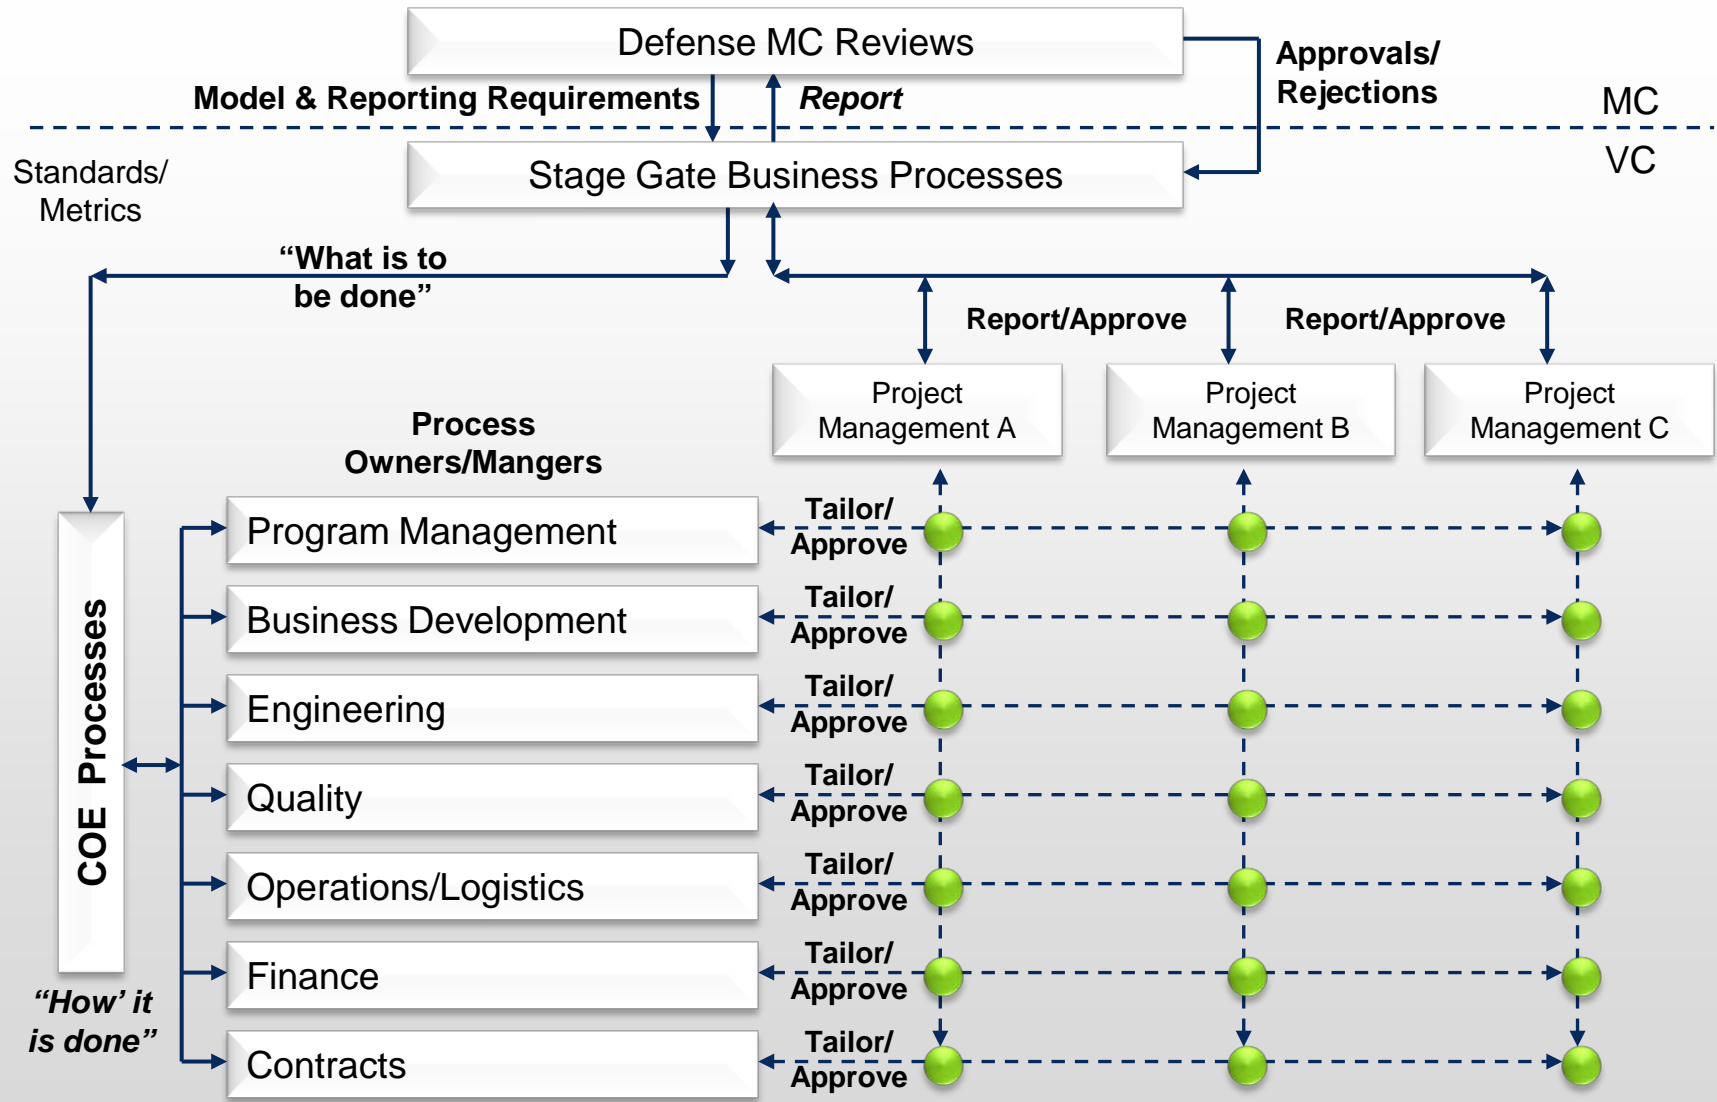 Defense MC Reviews
Approvals/
Rejections
Model & Reporting Requirements
Report
MC
Standards/
Metrics
Stage Gate Business Processes
VC
“What is to
be done”
Report/Approve
Report/Approve
Project
Management A
Project
Management B
Project
Management C
Process
Owners/Mangers
COE Processes
“How’ it
is done”
Program Management
Tailor/
Approve
Business Development
Tailor/
Approve
Engineering
Tailor/
Approve
Quality
Tailor/
Approve
Operations/Logistics
Tailor/
Approve
Finance
Tailor/
Approve
Contracts
Tailor/
Approve